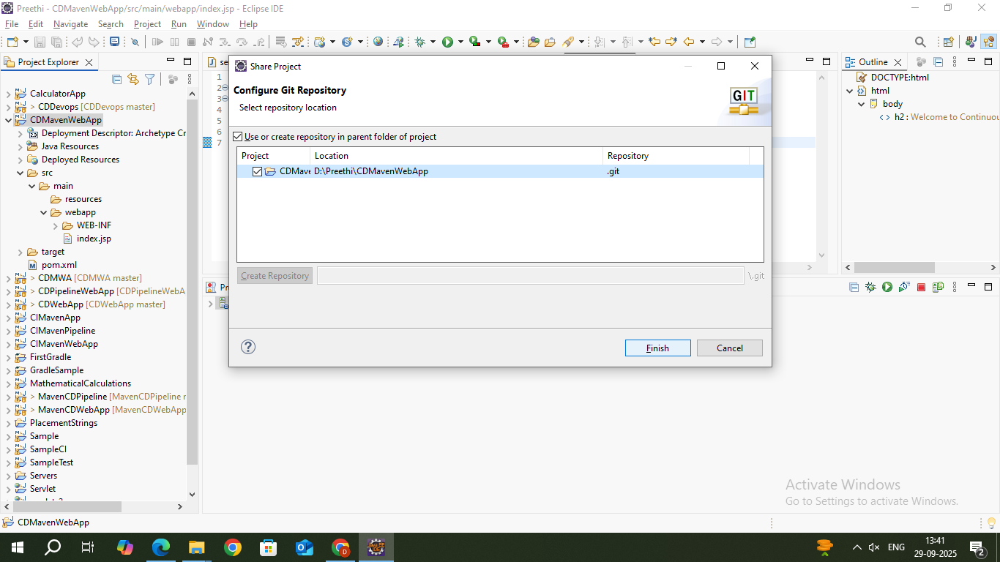 Preethi - CDMavenWebApp/src/main/webapp/index.jsp - Eclipse IDE
File Edit Navigate Search Project Run Window Help
Project Explorer
CalculatorApp
> CDDevops [CDDevops master]
CDMavenWebApp
Deployment Descriptor: Archetype Cr
Java Resources
Deployed Resources
src
main
resources
webapp
WEB-INF
index.jsp
target
pom.xml
> CDMWA [CDMWA master]
> CDPipelineWebApp [CDPipelineWebA
> CDWebApp [CDWebApp master]
CIMavenApp
CIMavenPipeline
CIMavenWebApp
FirstGradle
GradleSample
MathematicalCalculations
> MavenCDPipeline [MavenCDPipeline r
> MavenCDWebApp [MavenCDWebApp
PlacementStrings
Sample
SampleCI
SampleTest
Servers
Servlet
se
1
2
3
4
5
6
7
Pr
Share Project
Configure Git Repository
Select repository location
GIT
Use or create repository in parent folder of project
Project Location Repository
CDMave D:\Preethi\CDMavenWebApp .git
Create Repository \.git
?
Finish Cancel
Outline
DOCTYPE:html
html
body
h2 : Welcome to Continuou
Activate Windows
Go to Settings to activate Windows.
CDMavenWebApp
ENG
13:41
29-09-2025
2